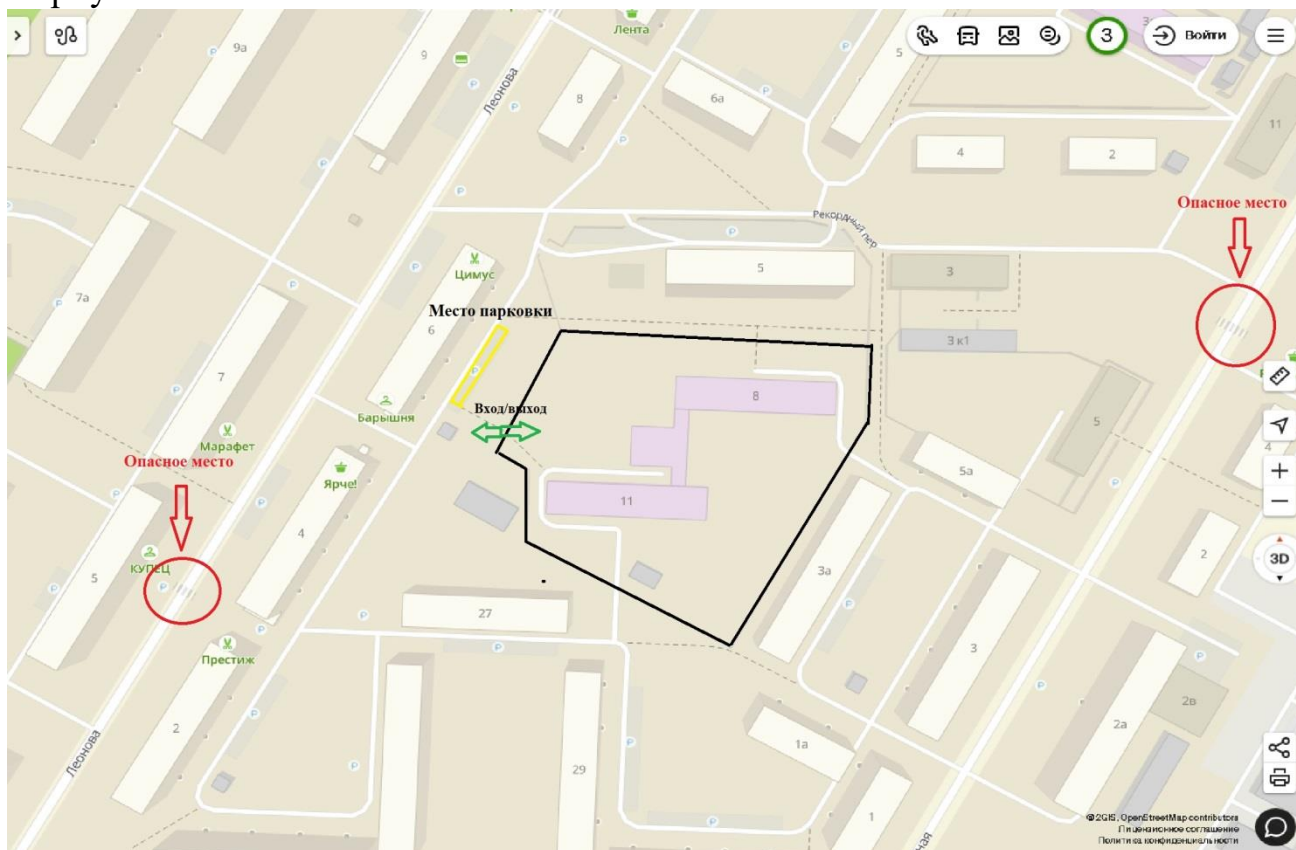 Лента
3
Войти
9а
9
Леонова
8
6а
5
4
2
11
Опасное место
Рекордный пер
Цимус
5
3
7а
Место парковки
6
3 к1
7
Барышня
Вход/выход
8
Марафет
5
4
Опасное место
Ярче!
5а
11
КУПЕЦ
4
2
3D
5
3а
27
3
Престиж
2
2а
2в
1а
Леонова
29
1
ная
© 2GIS, OpenStreetMap contributors
Лицензионное соглашение
Политика конфиденциальности